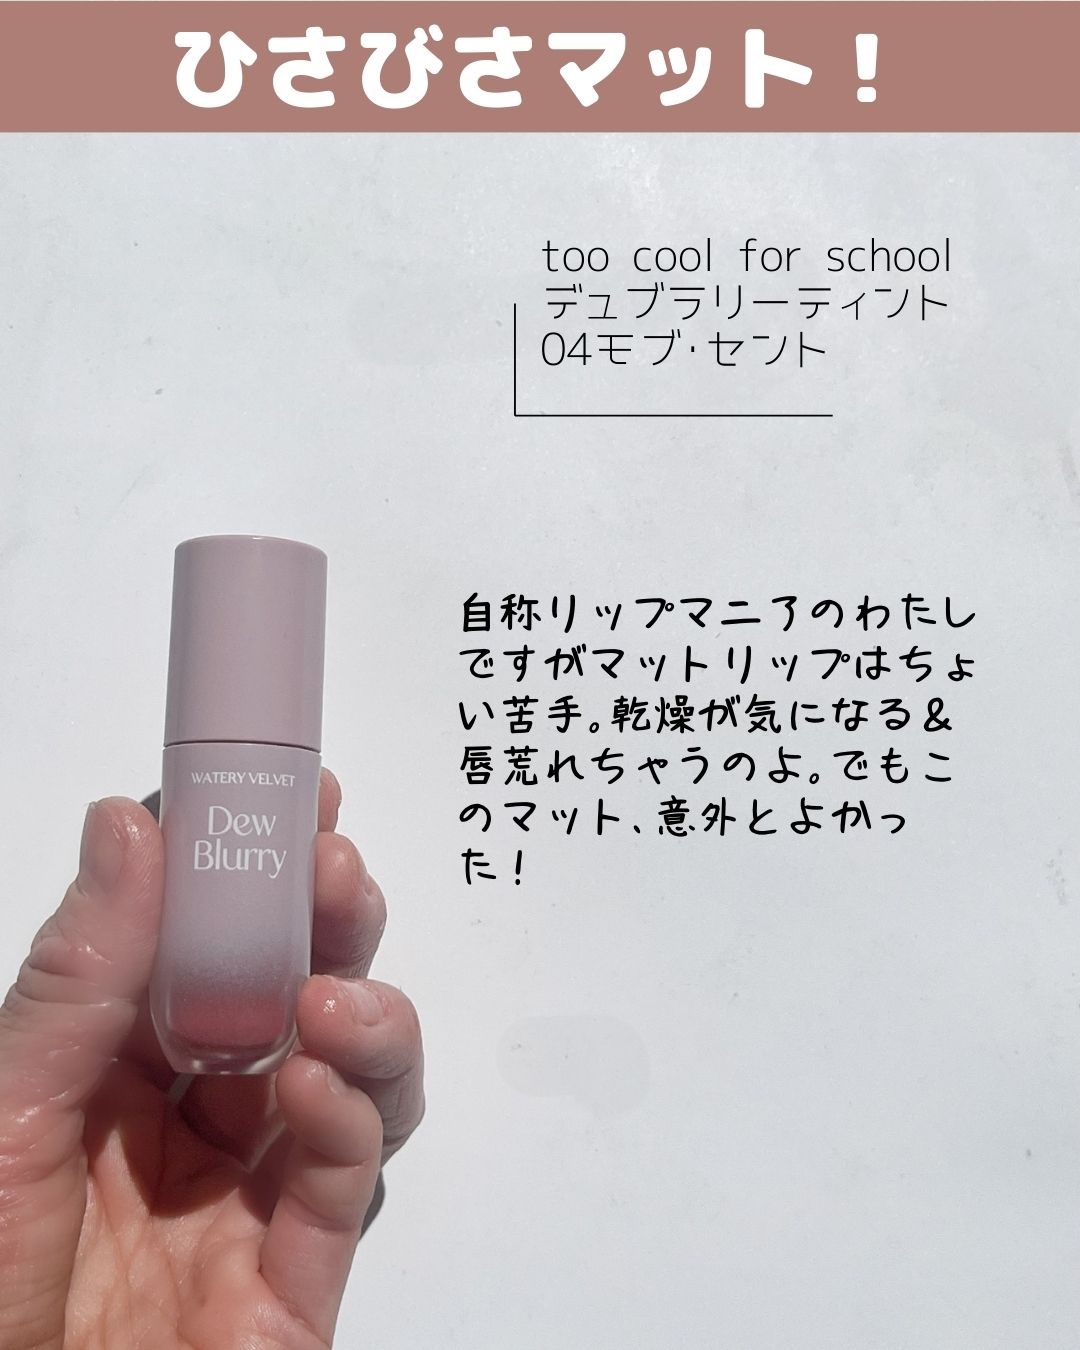 ひさびさマット！
too cool for school
デュブラリーティント
04モブ･セント
自称リップマニアのわたし
ですがマットリップはちょ
い苦手。乾燥が気になる＆
唇荒れちゃうのよ。でもこ
のマット、意外とよかっ
た！
WATERY VELVET
Dew
Blurry